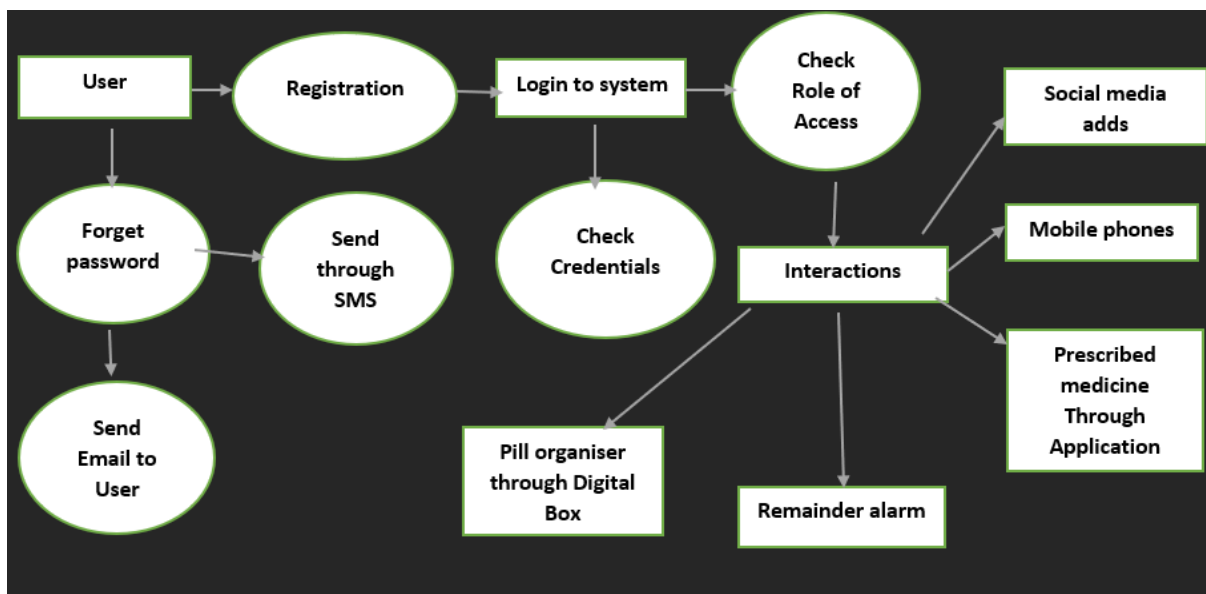 User
Registration
Login to system
Check
Role of
Access
Social media
adds
Forget
password
Send
through
SMS
Check
Credentials
Interactions
Mobile phones
Send
Email to
User
Pill organiser
through Digital
Box
Remainder alarm
Prescribed
medicine
Through
Application